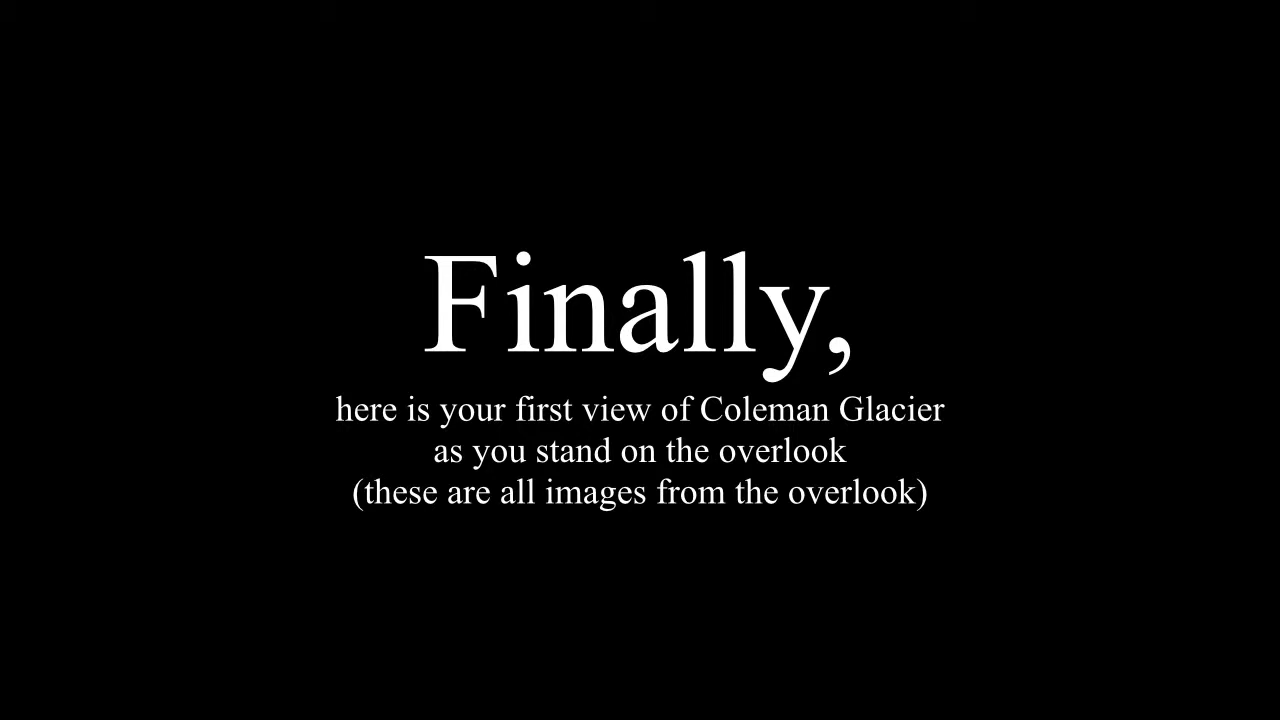 Finally,
here is your first view of Coleman Glacier
as you stand on the overlook
(these are all images from the overlook)